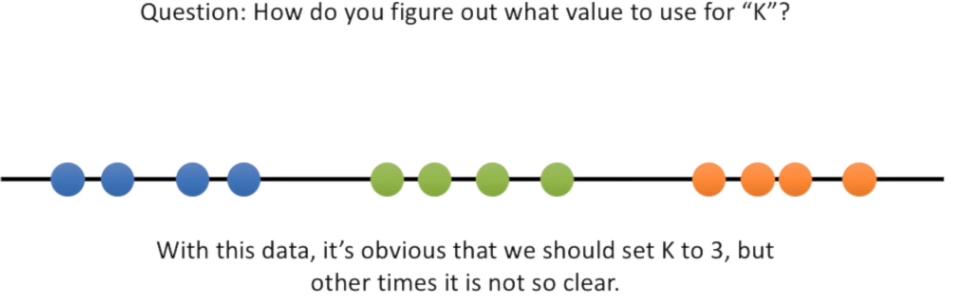 Question: How do you figure out what value to use for “K”?
With this data, it’s obvious that we should set K to 3, but
other times it is not so clear.